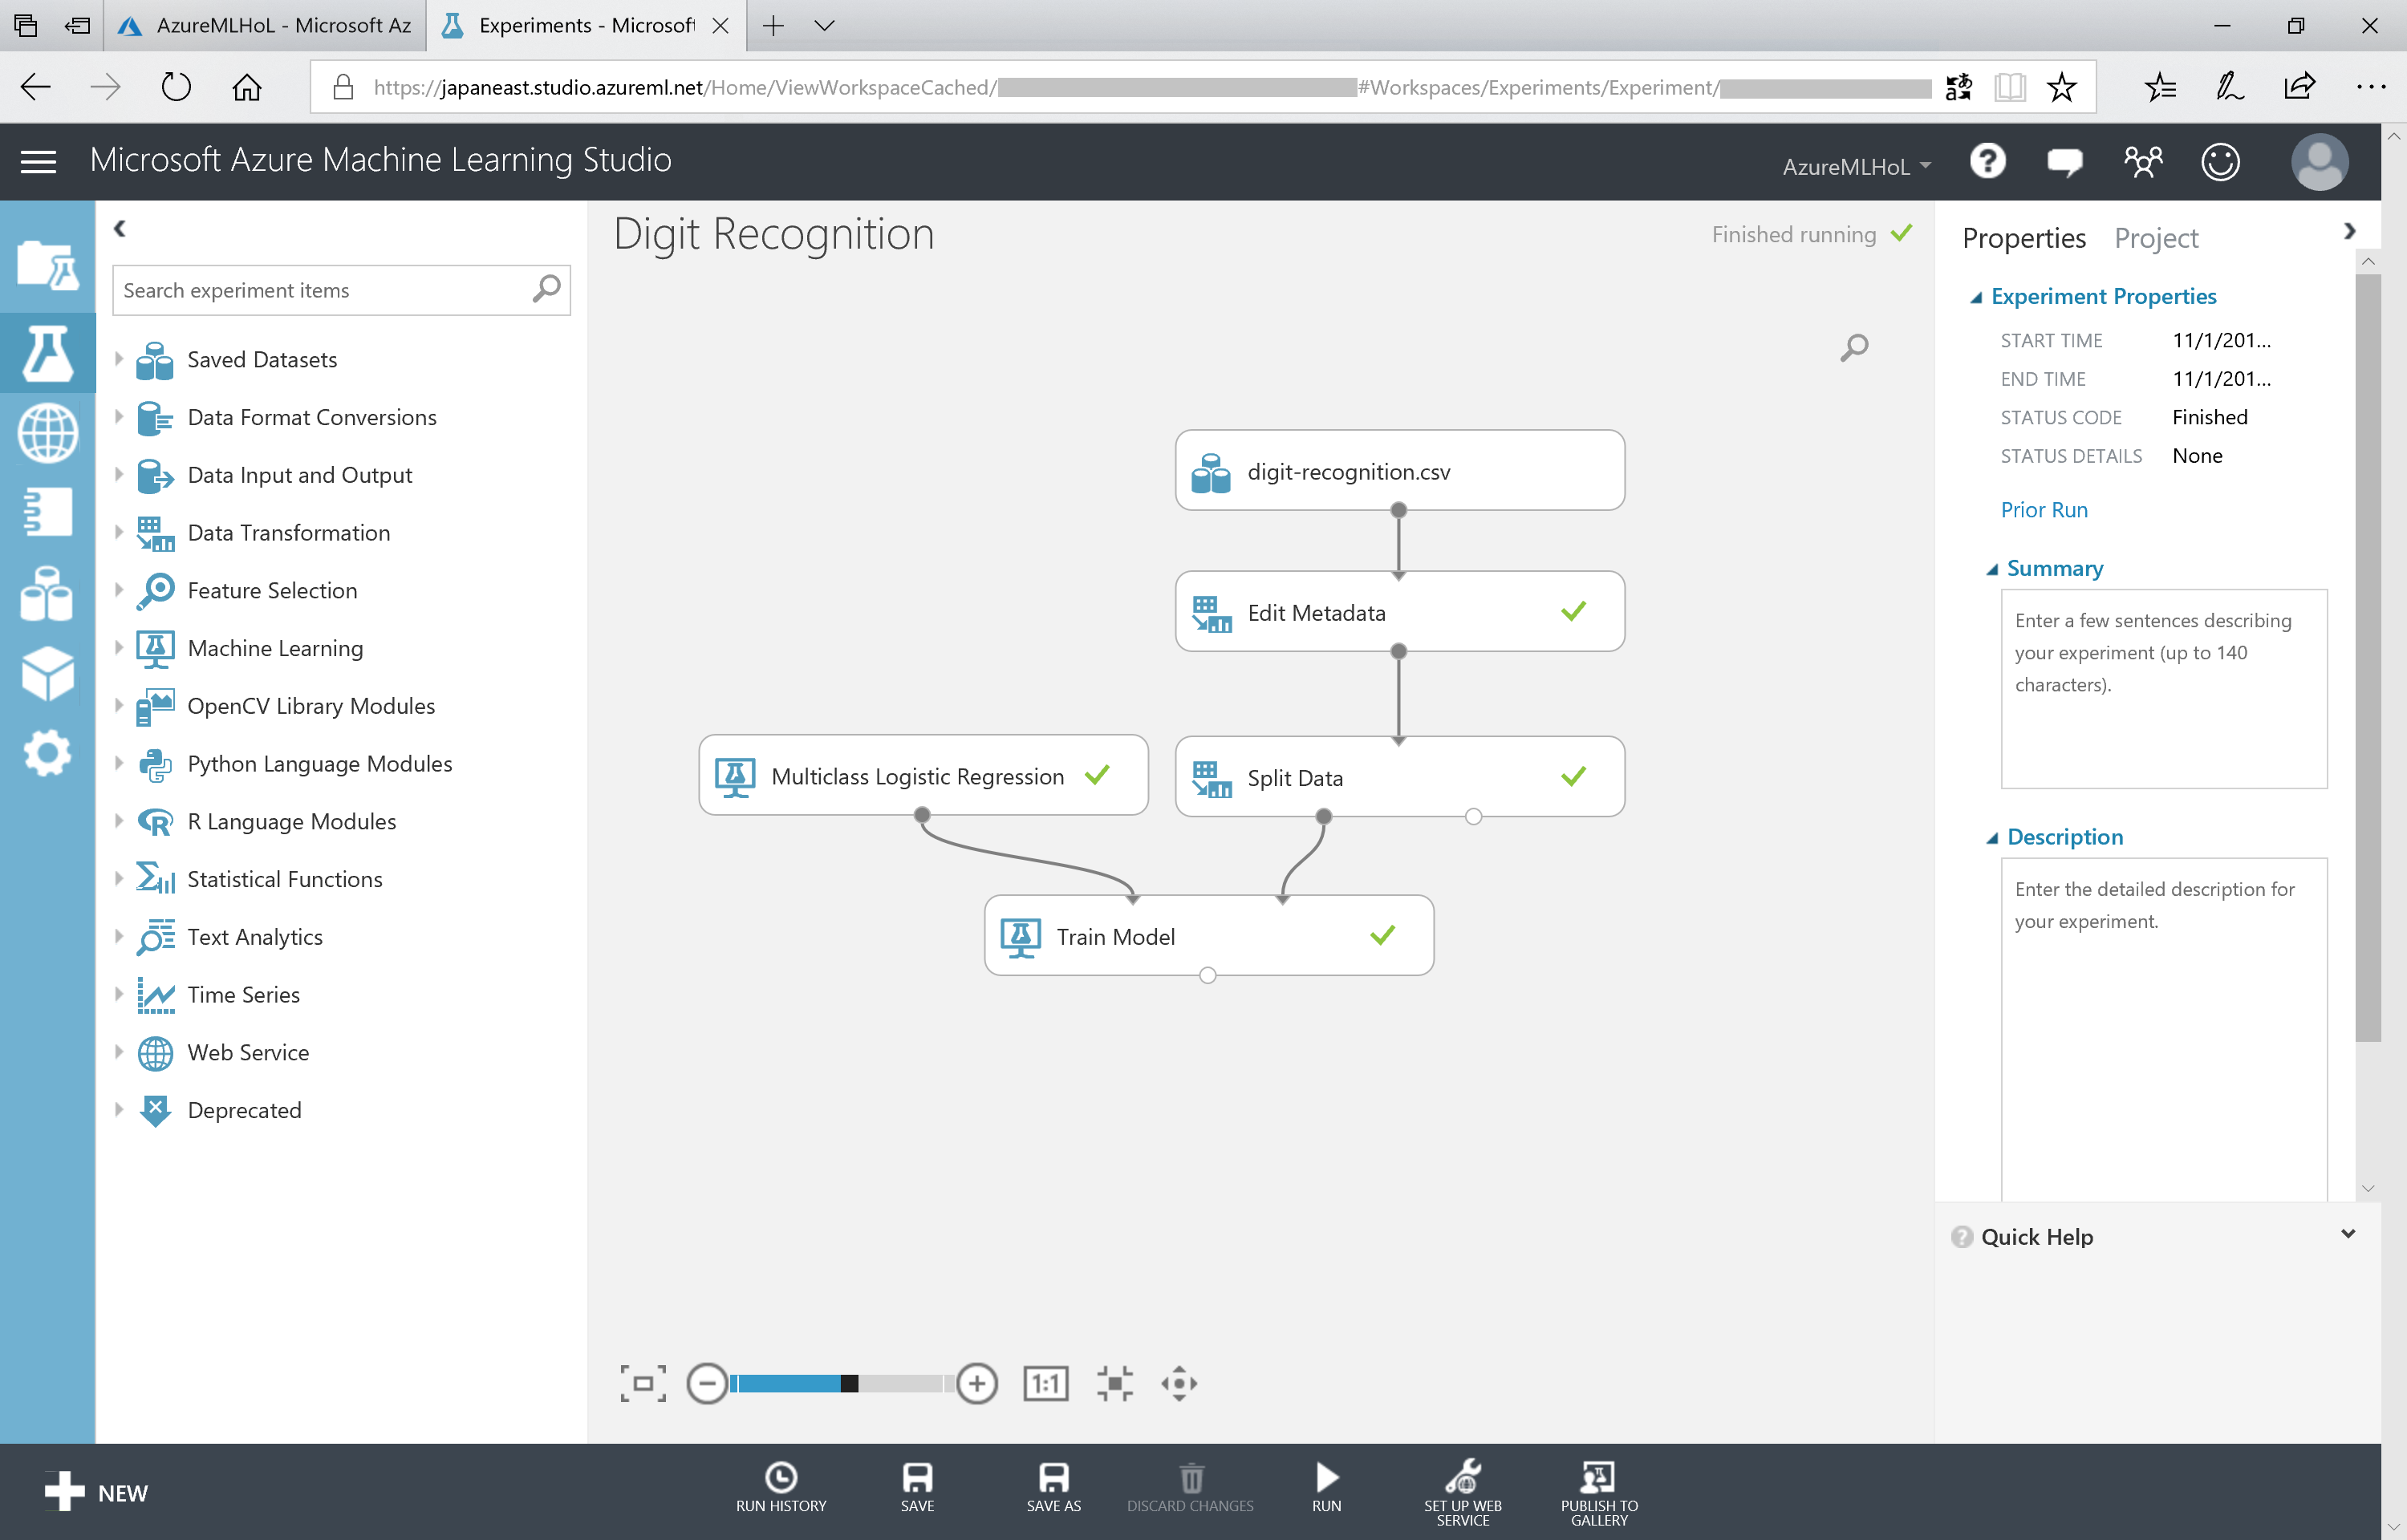 AzureMLHoL - Microsoft Az
Experiments - Microsoft
https://japaneast.studio.azureml.net/Home/ViewWorkspaceCached/ #Workspaces/Experiments/Experiment/
Microsoft Azure Machine Learning Studio
AzureMLHoL
Search experiment items
Saved Datasets
Data Format Conversions
Data Input and Output
Data Transformation
Feature Selection
Machine Learning
OpenCV Library Modules
Python Language Modules
R Language Modules
Statistical Functions
Text Analytics
Time Series
Web Service
Deprecated
Digit Recognition
Finished running
digit-recognition.csv
Edit Metadata
Multiclass Logistic Regression
Split Data
Train Model
1:1
Properties Project
Experiment Properties
START TIME 11/1/201...
END TIME 11/1/201...
STATUS CODE Finished
STATUS DETAILS None
Prior Run
Summary
Enter a few sentences describing
your experiment (up to 140
characters).
Description
Enter the detailed description for
your experiment.
Quick Help
NEW
RUN HISTORY
SAVE
SAVE AS
DISCARD CHANGES
RUN
SET UP WEB
SERVICE
PUBLISH TO
GALLERY